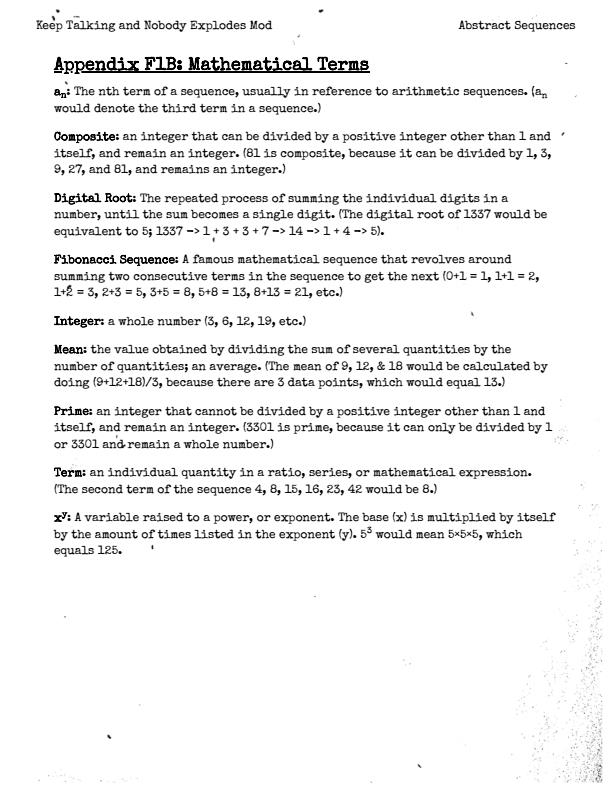 Keep Talking and Nobody Explodes Mod
Abstract Sequences
Appendix F1B: Mathematical Terms
aₙ: The nth term of a sequence, usually in reference to arithmetic sequences. (aₙ
would denote the third term in a sequence.)
Composite: an integer that can be divided by a positive integer other than 1 and
itself, and remain an integer. (81 is composite, because it can be divided by 1, 3,
9, 27, and 81, and remains an integer.)
Digital Root: The repeated process of summing the individual digits in a
number, until the sum becomes a single digit. (The digital root of 1337 would be
equivalent to 5; 1337 -> 1 + 3 + 3 + 7 -> 14 -> 1 + 4 -> 5).
Fibonacci Sequence: A famous mathematical sequence that revolves around
summing two consecutive terms in the sequence to get the next (0+1 = 1, 1+1 = 2,
1+2 = 3, 2+3 = 5, 3+5 = 8, 5+8 = 13, 8+13 = 21, etc.)
Integer: a whole number (3, 6, 12, 19, etc.)
Mean: the value obtained by dividing the sum of several quantities by the
number of quantities; an average. (The mean of 9, 12, & 18 would be calculated by
doing (9+12+18)/3, because there are 3 data points, which would equal 13.)
Prime: an integer that cannot be divided by a positive integer other than 1 and
itself, and remain an integer. (3301 is prime, because it can only be divided by 1
or 3301 and remain a whole number.)
Term: an individual quantity in a ratio, series, or mathematical expression.
(The second term of the sequence 4, 8, 15, 16, 23, 42 would be 8.)
xʸ: A variable raised to a power, or exponent. The base (x) is multiplied by itself
by the amount of times listed in the exponent (y). 5³ would mean 5×5×5, which
equals 125.